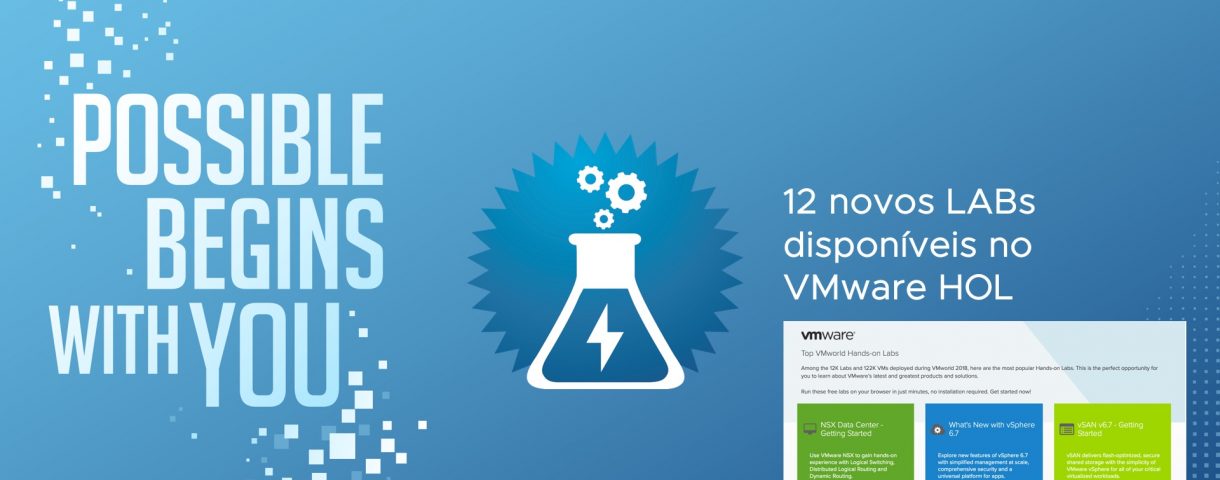 POSSIBLE
BEGINS
WITH YOU
12 novos LABs
disponíveis no
VMware HOL
vmware®
Top VMworld Hands-on Labs
Among the 12K Labs and 122K VMs deployed during VMworld 2018, here are the most popular Hands-on Labs. This is the perfect opportunity for
you to learn about VMware's latest and greatest products and solutions.
Run these free labs on your browser in just minutes, no installation required. Get started now!
NSX Data Center -
Getting Started
Use VMware NSX to gain hands-on
experience with Logical Switching,
Distributed Logical Routing and
Dynamic Routing.
What's New with vSphere
6.7
Explore new features of vSphere 6.7
with simplified management at scale,
comprehensive security and a
universal platform for apps.
vSAN v6.7 - Getting
Started
vSAN delivers flash-optimized, secure
shared storage with the simplicity of
VMware vSphere for all of your critical
virtualized workloads.